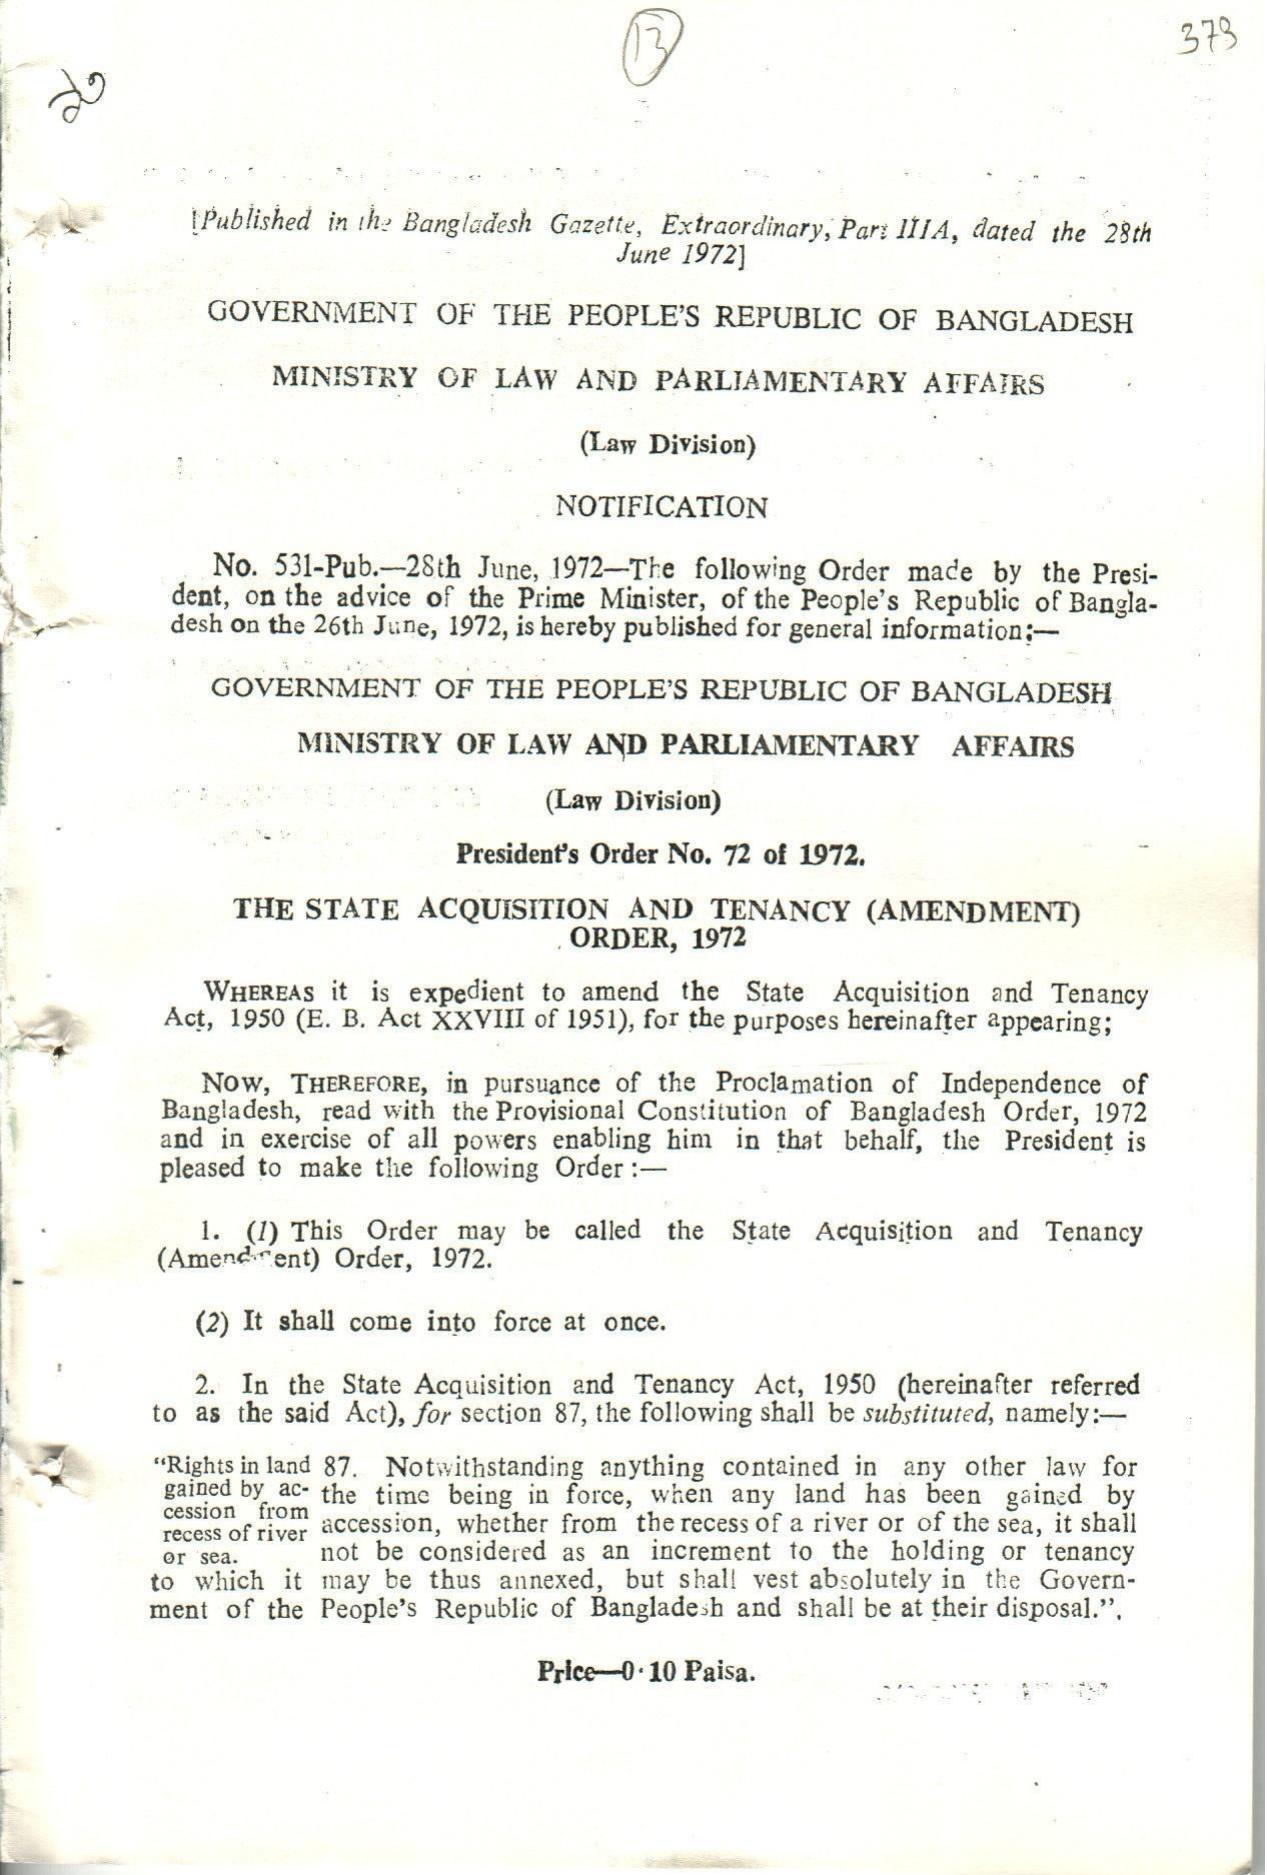 13
379
[Published in the Bangladesh Gazette, Extraordinary, Part IIIA, dated the 28th
June 1972]
GOVERNMENT OF THE PEOPLE'S REPUBLIC OF BANGLADESH
MINISTRY OF LAW AND PARLIAMENTARY AFFAIRS
(Law Division)
NOTIFICATION
No. 531-Pub.—28th June, 1972—The following Order made by the Presi-
dent, on the advice of the Prime Minister, of the People's Republic of Bangla-
desh on the 26th June, 1972, is hereby published for general information:—
GOVERNMENT OF THE PEOPLE'S REPUBLIC OF BANGLADESH
MINISTRY OF LAW AND PARLIAMENTARY AFFAIRS
(Law Division)
President's Order No. 72 of 1972.
THE STATE ACQUISITION AND TENANCY (AMENDMENT)
ORDER, 1972
WHEREAS it is expedient to amend the State Acquisition and Tenancy
Act, 1950 (E. B. Act XXVIII of 1951), for the purposes hereinafter appearing;
NOW, THEREFORE, in pursuance of the Proclamation of Independence of
Bangladesh, read with the Provisional Constitution of Bangladesh Order, 1972
and in exercise of all powers enabling him in that behalf, the President is
pleased to make the following Order :—
1. (1) This Order may be called the State Acquisition and Tenancy
(Amendment) Order, 1972.
(2) It shall come into force at once.
2. In the State Acquisition and Tenancy Act, 1950 (hereinafter referred
to as the said Act), for section 87, the following shall be substituted, namely:—
"Rights in land
gained by ac-
cession from
recess of river
or sea.
87. Notwithstanding anything contained in any other law for
the time being in force, when any land has been gained by
accession, whether from the recess of a river or of the sea, it shall
not be considered as an increment to the holding or tenancy
to which it may be thus annexed, but shall vest absolutely in the Govern-
ment of the People's Republic of Bangladesh and shall be at their disposal.".
Price—0·10 Paisa.